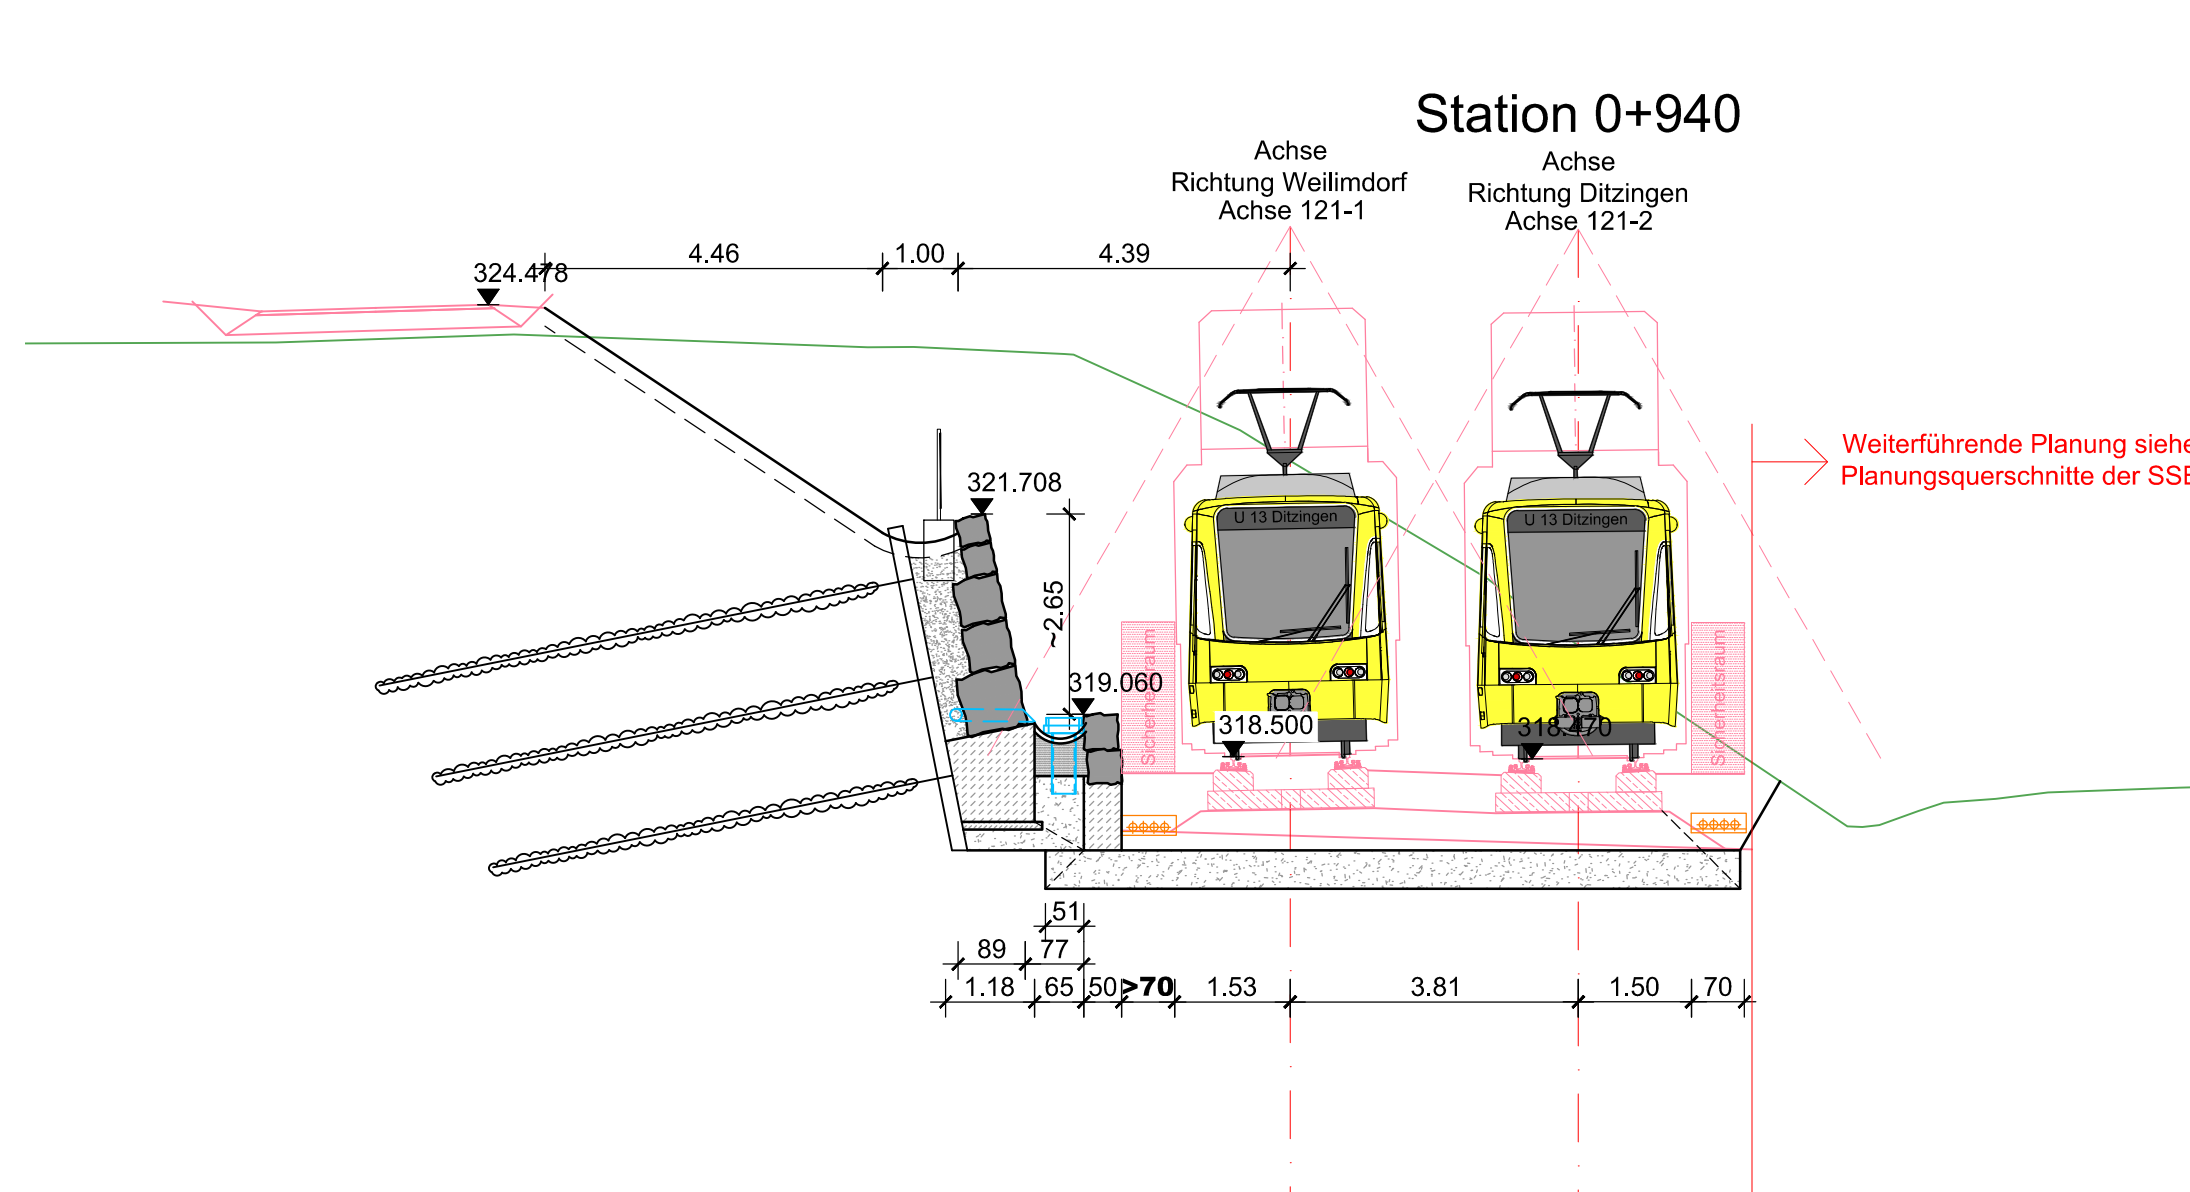 Station 0+940
Achse
Richtung Weilimdorf
Achse 121-1
Achse
Richtung Ditzingen
Achse 121-2
4.46
1.00
4.39
324.478
Weiterführende Planung siehe
Planungsquerschnitte der
321.708
U 13 Ditzingen
U 13 Ditzingen
~2.65
319.060
Sicherheitsraum
Sicherheitsraum
318.500
318.470
51
89
77
1.18
65
50
>70
1.53
3.81
1.50
70